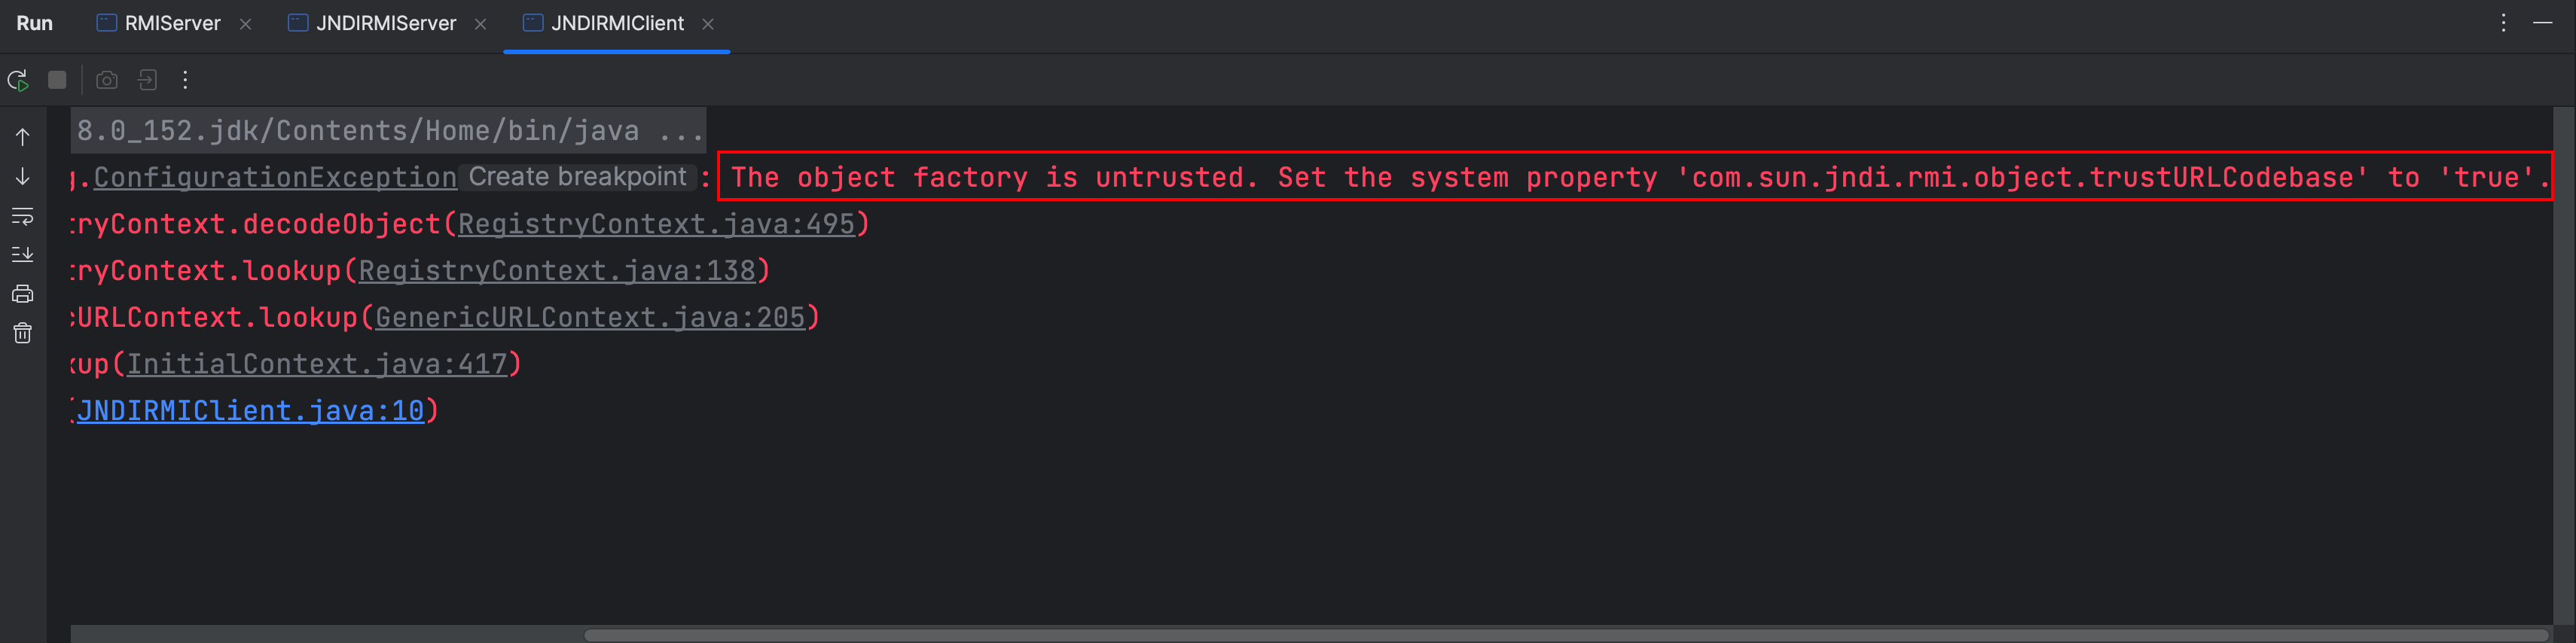 Run RMIServer JNDIRMIServer JNDIRMIClient
8.0_152.jdk/Contents/Home/bin/java ...
.ConfigurationException Create breakpoint : The object factory is untrusted. Set the system property 'com.sun.jndi.rmi.object.trustURLCodebase' to 'true'.
ryContext.decodeObject(RegistryContext.java:495)
ryContext.lookup(RegistryContext.java:138)
URLContext.lookup(GenericURLContext.java:205)
up(InitialContext.java:417)
(JNDIRMIClient.java:10)